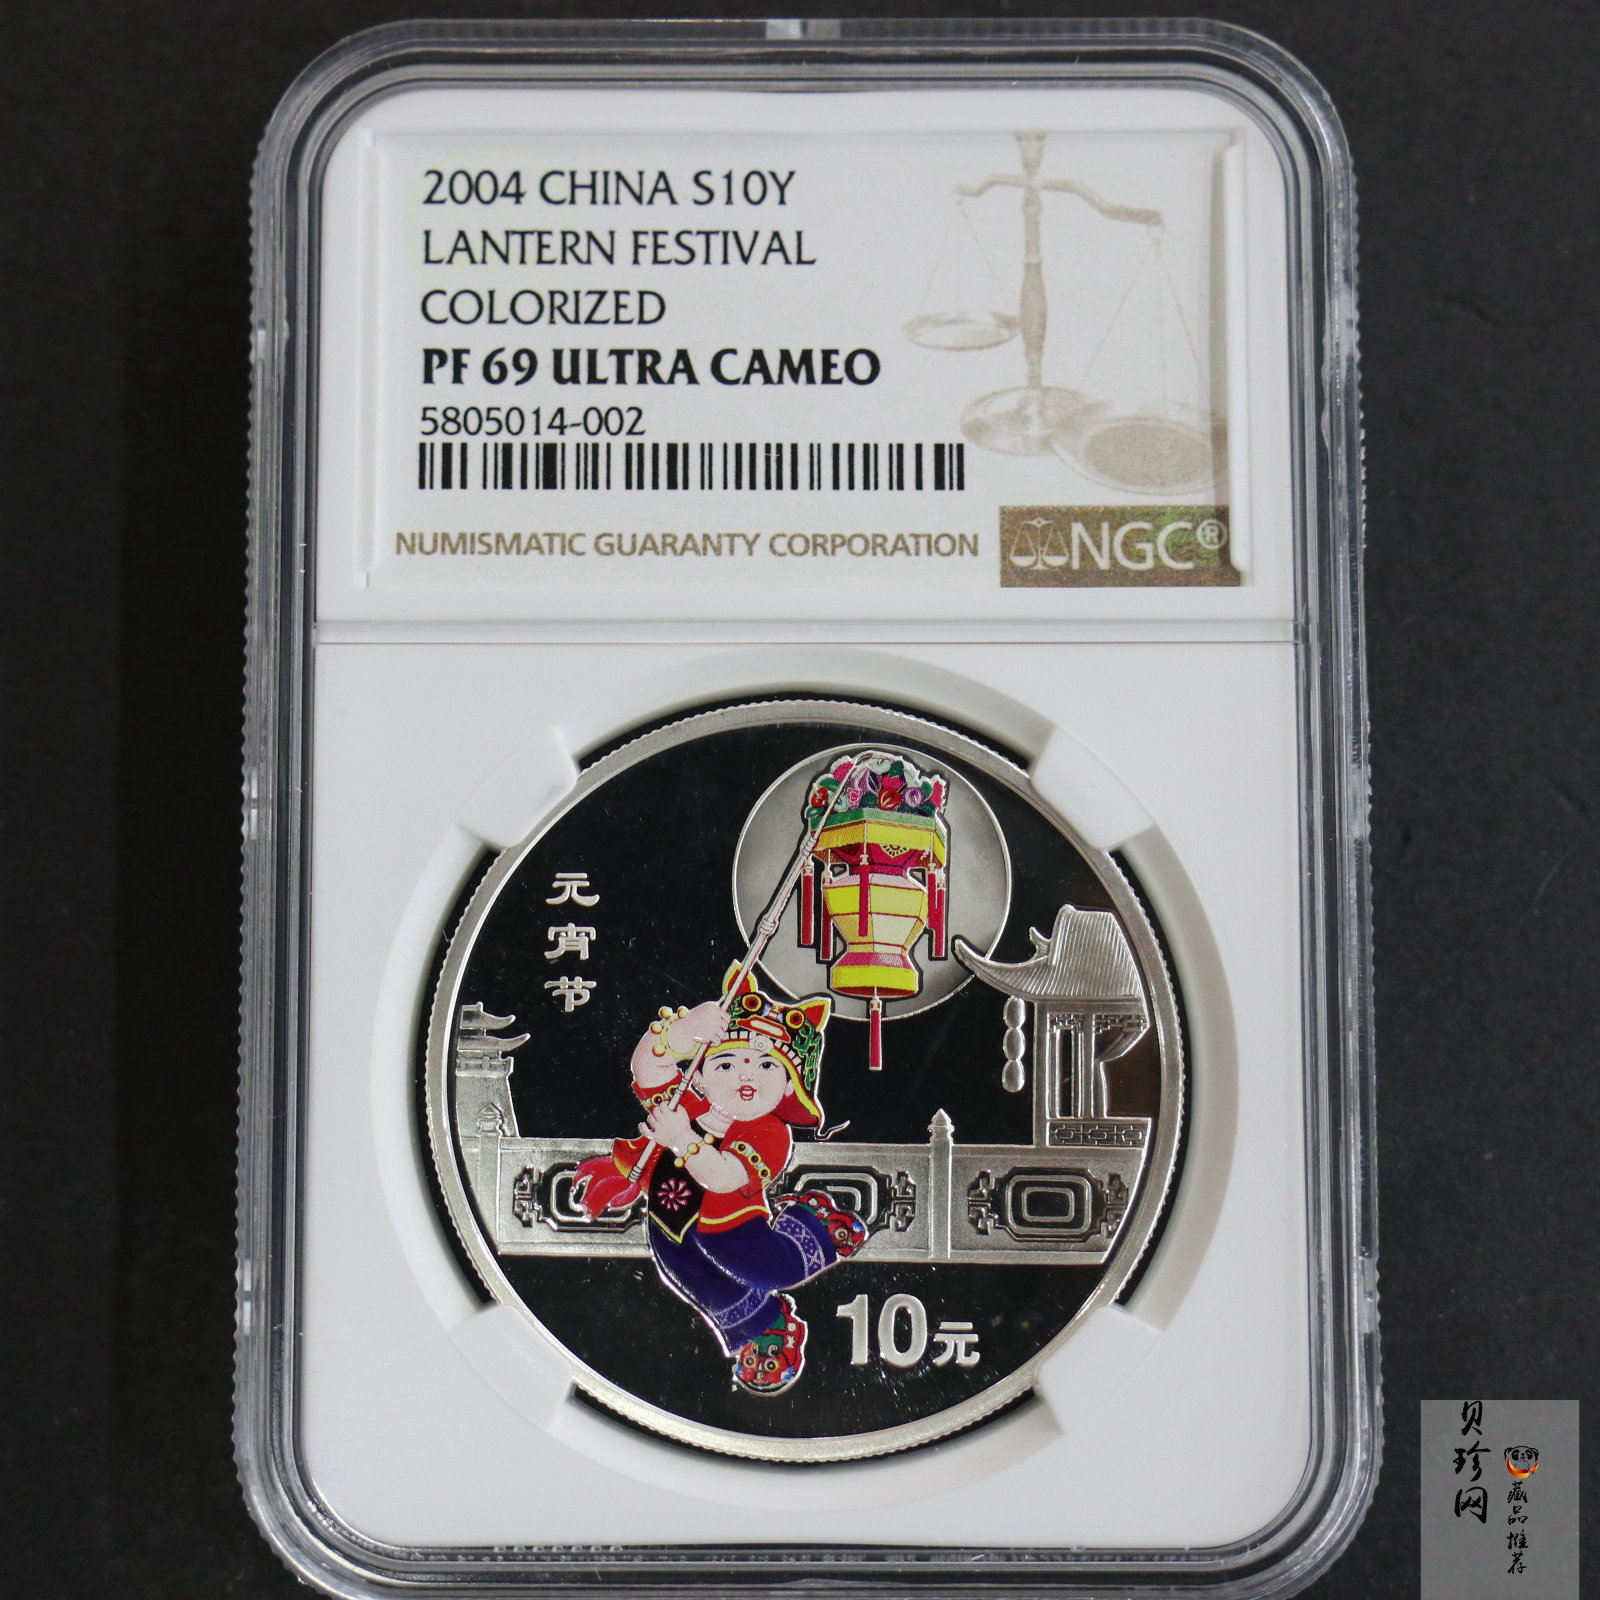 2004 CHINA S10Y
LANTERN FESTIVAL
COLORIZED
PF 69 ULTRA CAMEO
5805014-002
NUMISMATIC GUARANTY CORPORATION
NGC®
元宵节
10元
贝珍网
藏品推荐